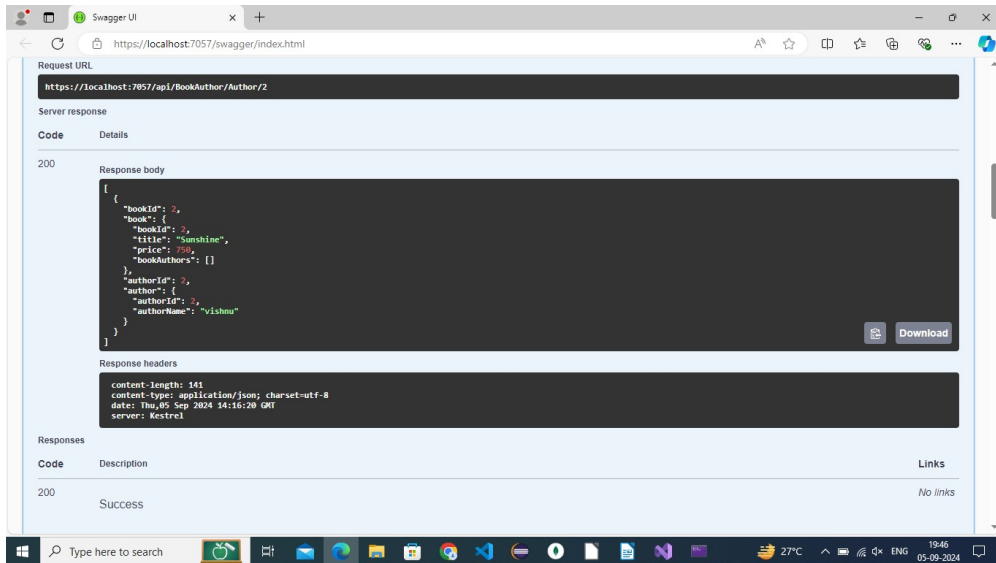 Swagger UI
https://localhost:7057/swagger/index.html
Request URL
https://localhost:7057/api/BookAuthor/Author/2
Server response
Code Details
200
Response body
[
{
"bookId": 2,
"book": {
"bookId": 2,
"title": "Sunshine",
"price": 750,
"bookAuthors": []
},
"authorId": 2,
"author": {
"authorId": 2,
"authorName": "vishnu"
}
}
]
Download
Response headers
content-length: 141
content-type: application/json; charset=utf-8
date: Thu,05 Sep 2024 14:16:20 GMT
server: Kestrel
Responses
Code Description Links
200 No links
Success
Type here to search
27°C ENG 19:46
05-09-2024